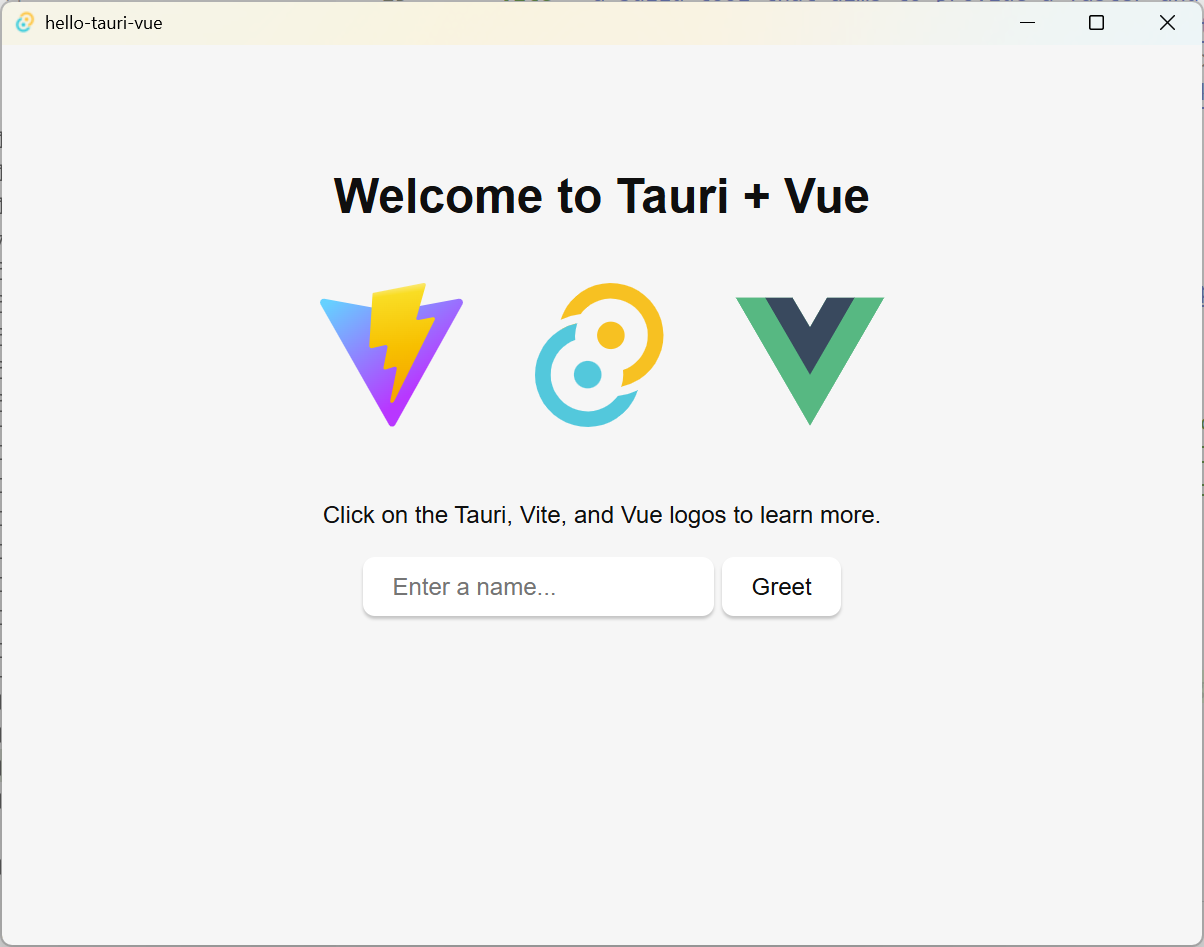 hello-tauri-vue
Welcome to Tauri + Vue
Click on the Tauri, Vite, and Vue logos to learn more.
Enter a name...
Greet